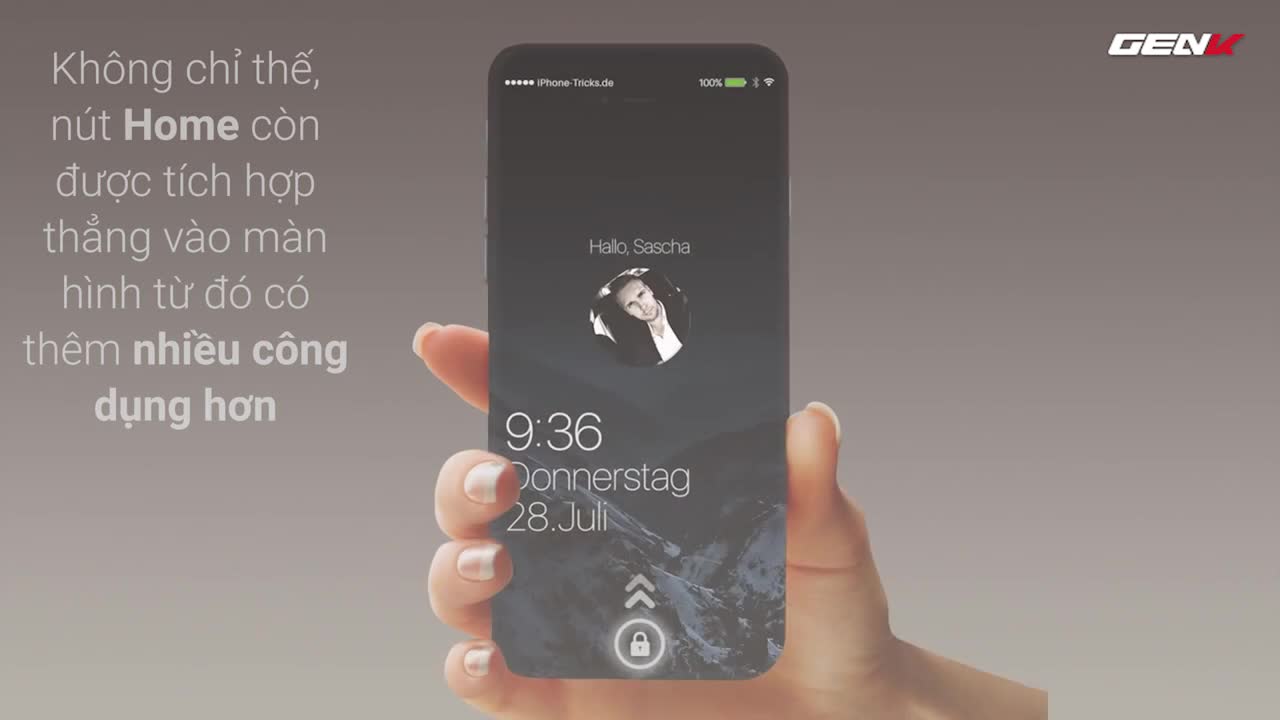 Không chỉ thế,
nút Home còn
được tích hợp
thẳng vào màn
hình từ đó có
thêm nhiều công
dụng hơn
GENK
iPhone-Tricks.de
100%
Hallo, Sascha
9:36
Donnerstag
28.Juli